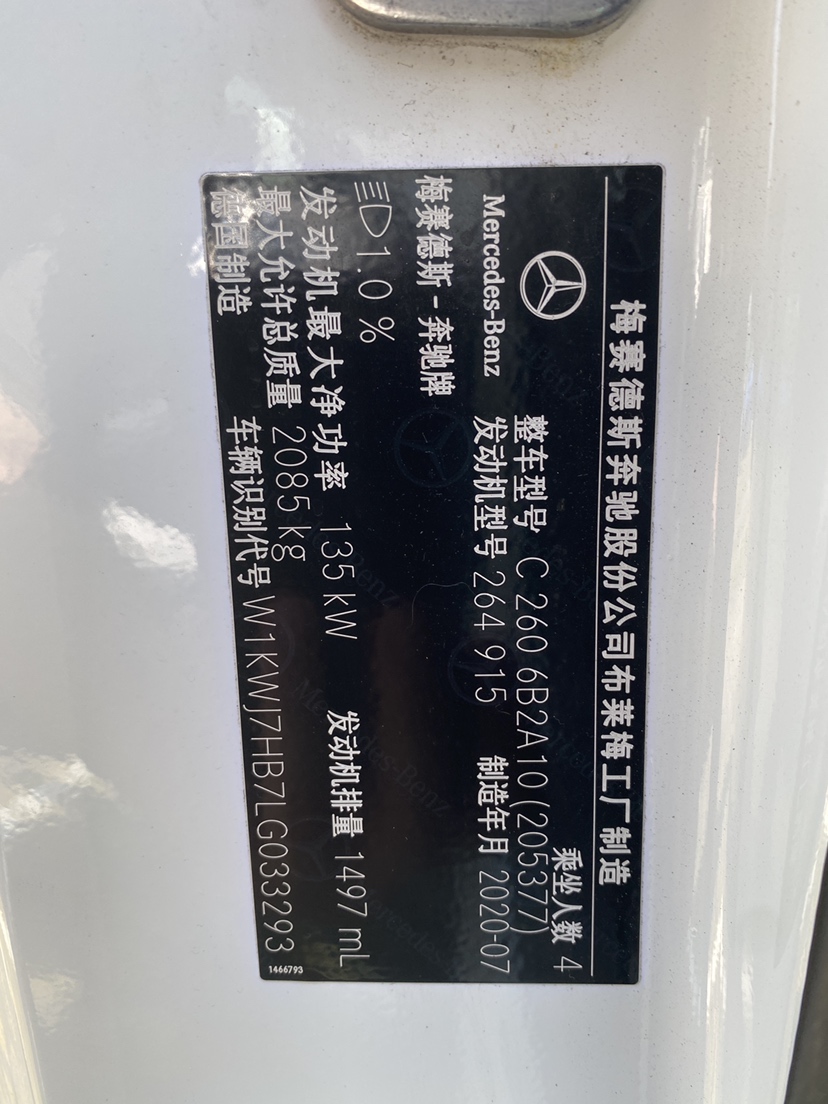 梅赛德斯奔驰股份公司布莱梅工厂制造
乘坐人数 4
整车型号 C 260 6B2A10(205377)
Mercedes-Benz 发动机型号 264 915 制造年月 2020-07
梅赛德斯-奔驰牌
1.0 %
发动机最大净功率 135 kW 发动机排量 1497 mL
最大允许总质量 2085 kg
德国制造 车辆识别代号 W1KWJ7HB7LG033293
1466793